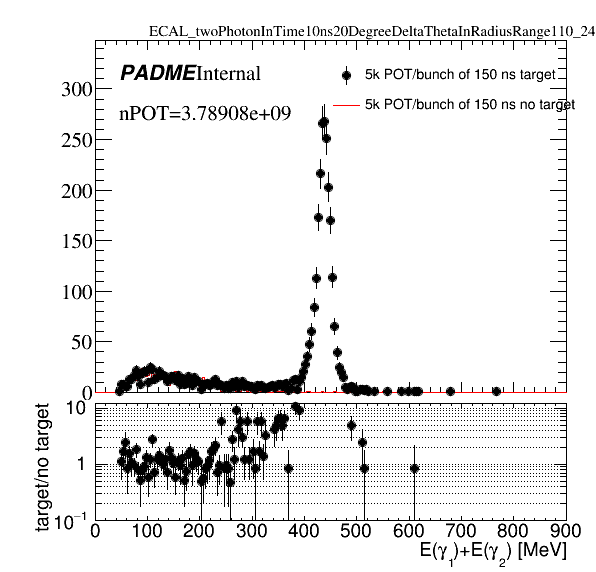 ECAL_twoPhotonInTime10ns20DegreeDeltaThetaInRadiusRange110_24
PADME Internal
5k POT/bunch of 150 ns target
nPOT=3.78908e+09
5k POT/bunch of 150 ns no target
300
250
200
150
100
50
0
target/no target
10
1
10⁻¹
0 100 200 300 400 500 600 700 800 900
E(γ₁)+E(γ₂) [MeV]